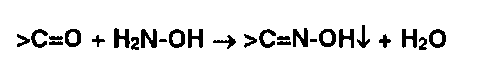 >C=O + H₂N-OH → >C=N-OH↓ + H₂O